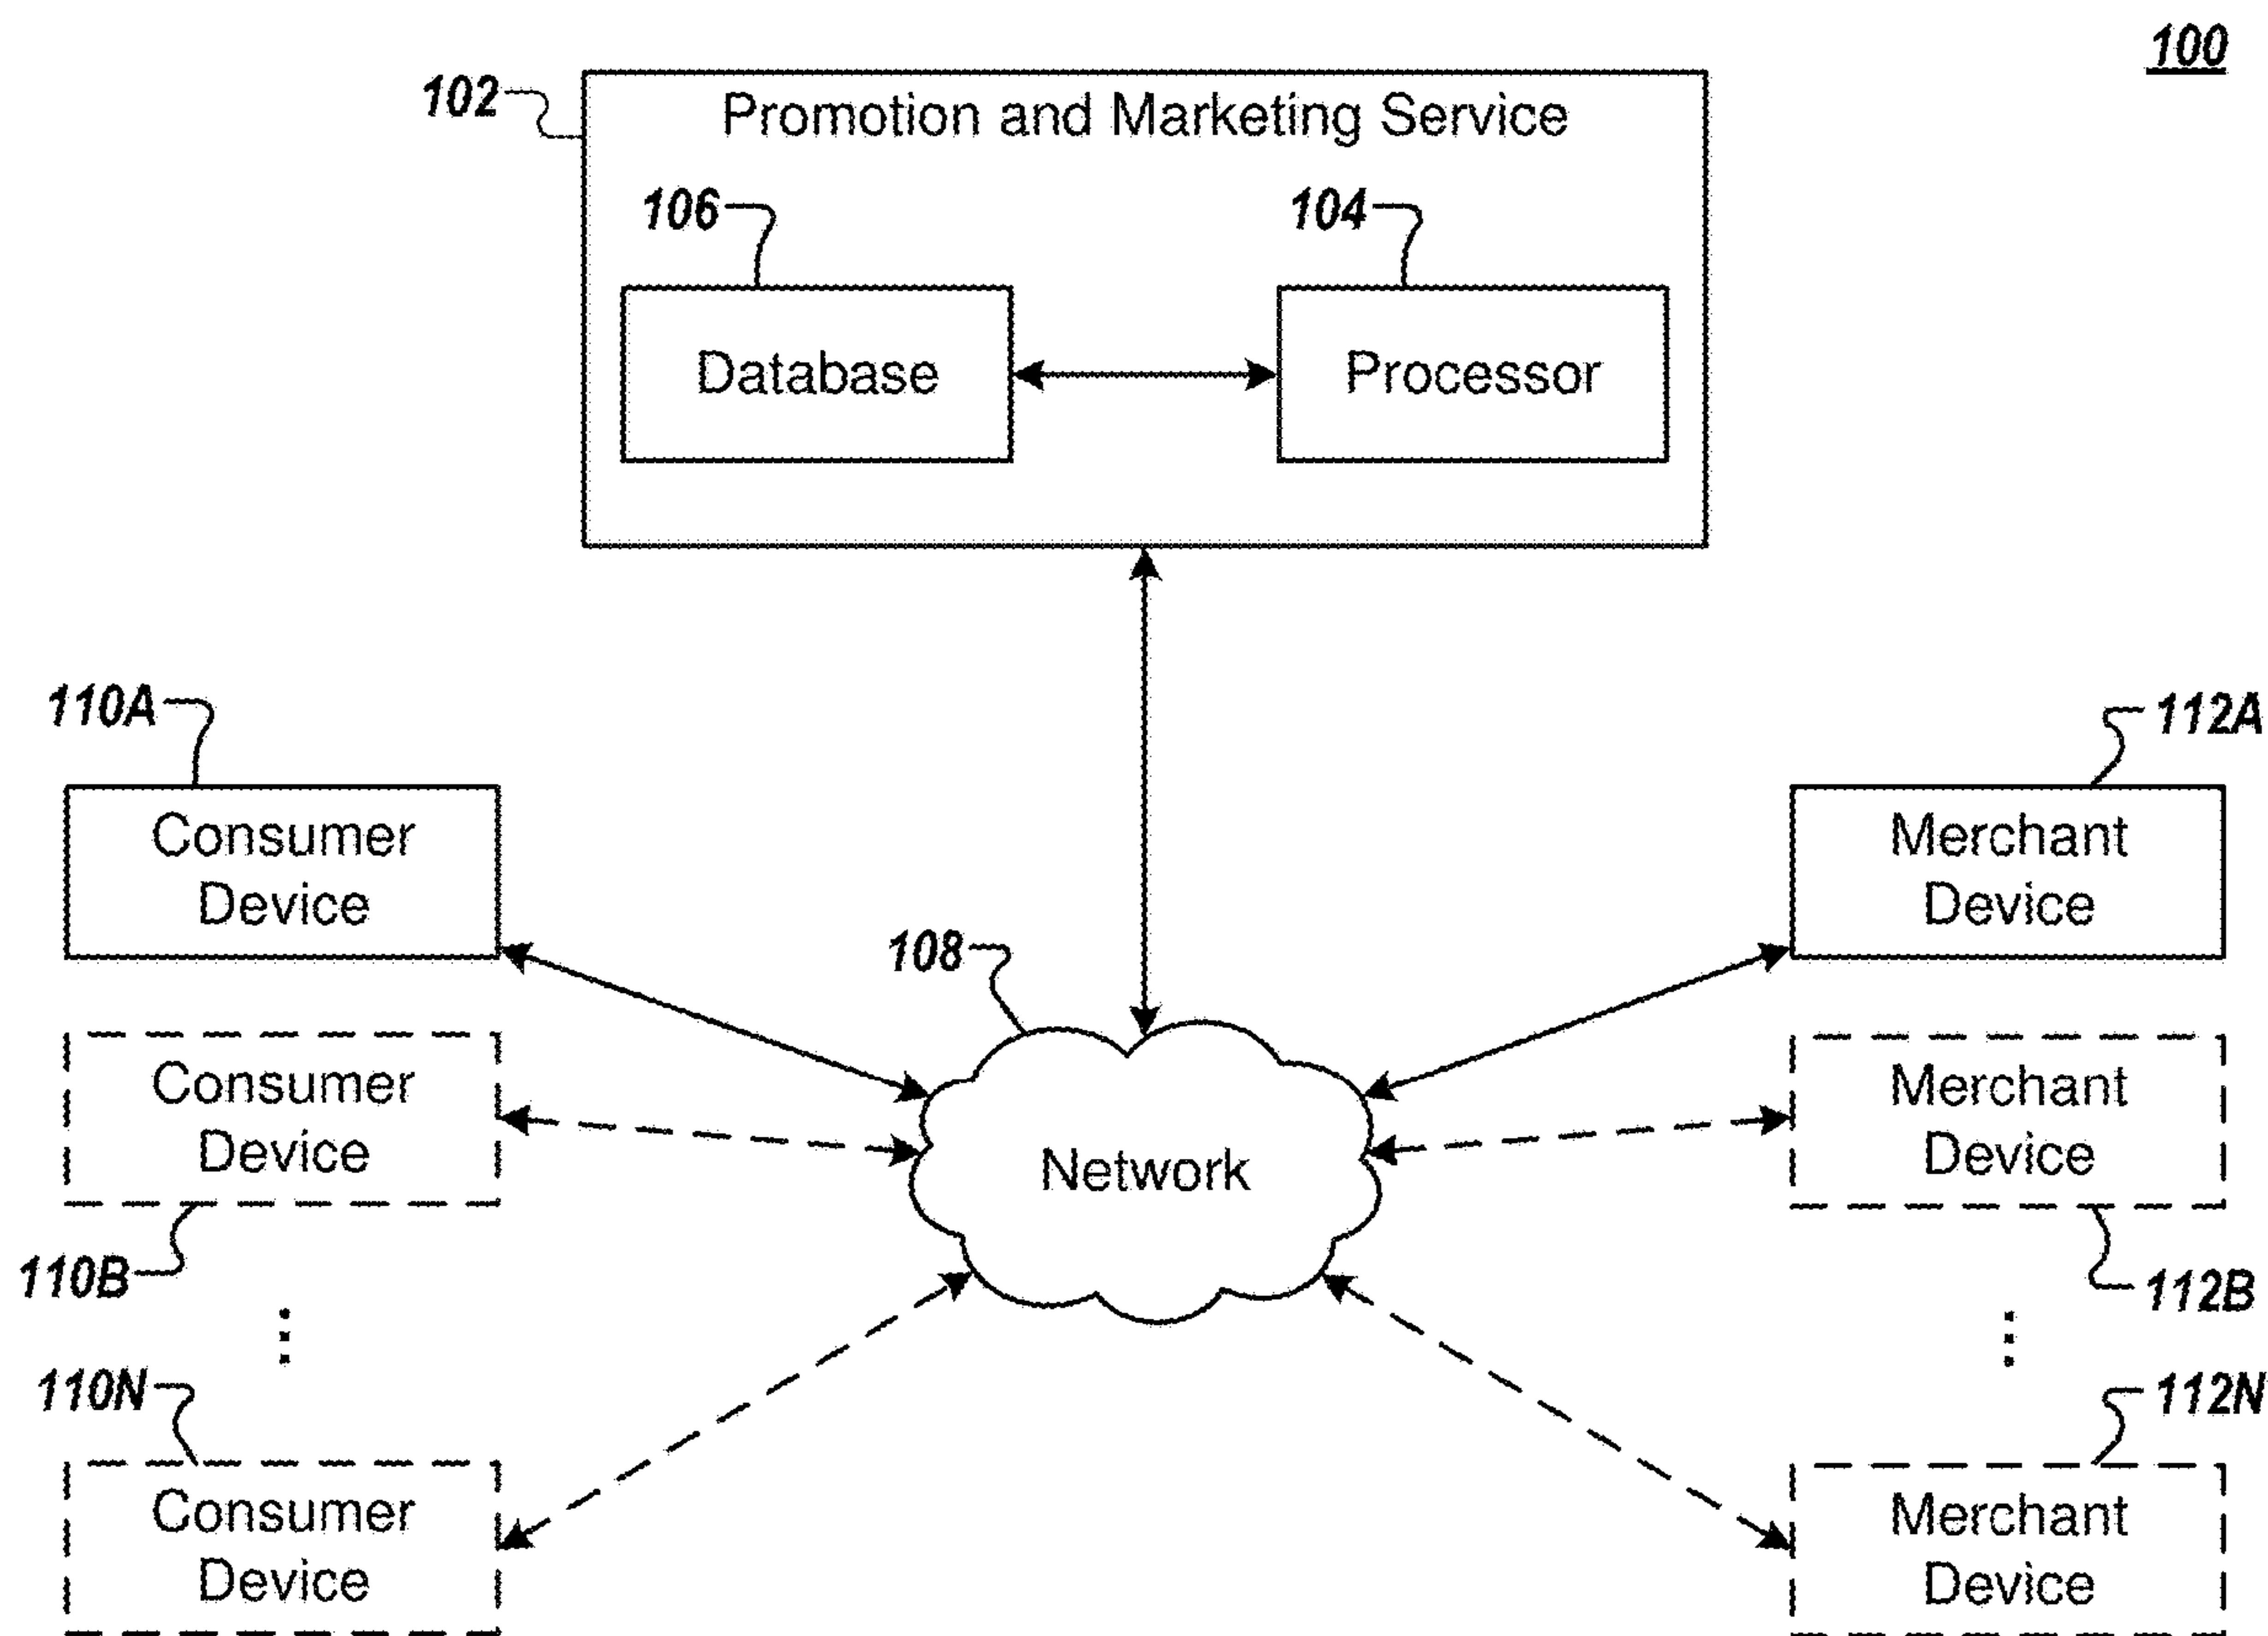 100
102
Promotion and Marketing Service
106
104
Database
Processor
110A
112A
Consumer
Device
Merchant
Device
108
Consumer
Device
Merchant
Device
Network
110B
112B
110N
112N
Consumer
Device
Merchant
Device